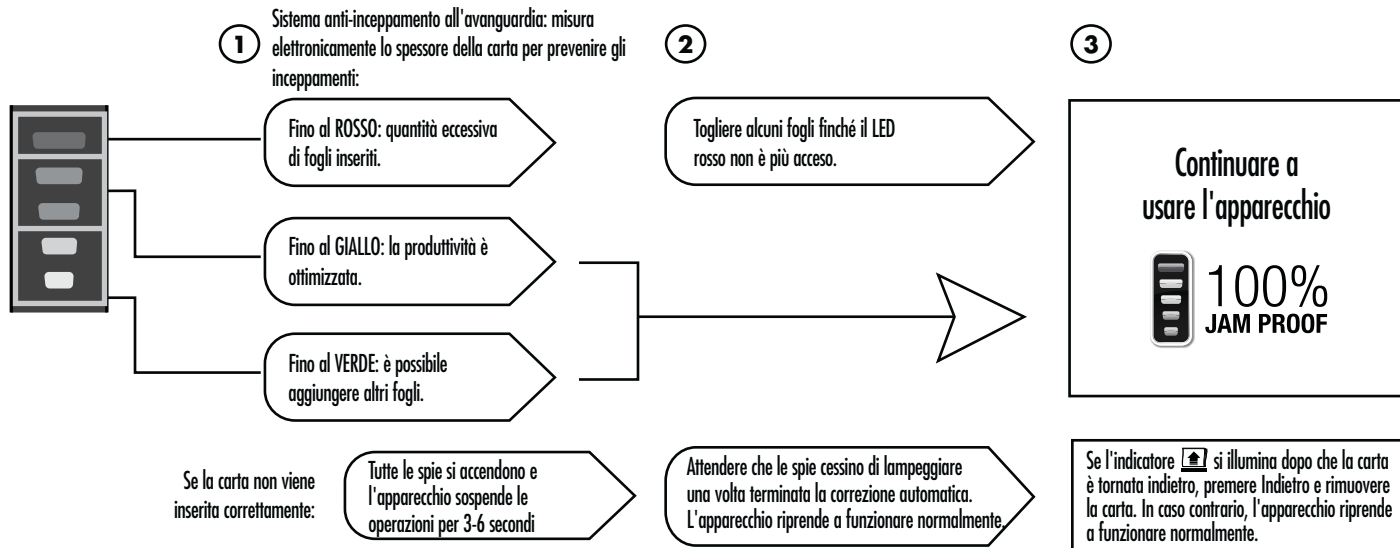 1
Sistema anti-inceppamento all'avanguardia: misura
elettronicamente lo spessore della carta per prevenire gli
inceppamenti:
2
3
Fino al ROSSO: quantità eccessiva
di fogli inseriti.
Togliere alcuni fogli finché il LED
rosso non è più acceso.
Fino al GIALLO: la produttività è
ottimizzata.
Fino al VERDE: è possibile
aggiungere altri fogli.
Continuare a
usare l'apparecchio
100%
JAM PROOF
Se la carta non viene
inserita correttamente:
Tutte le spie si accendono e
l'apparecchio sospende le
operazioni per 3-6 secondi
Attendere che le spie cessino di lampeggiare
una volta terminata la correzione automatica.
L'apparecchio riprende a funzionare normalmente.
Se l'indicatore si illumina dopo che la carta
è tornata indietro, premere Indietro e rimuovere
la carta. In caso contrario, l'apparecchio riprende
a funzionare normalmente.